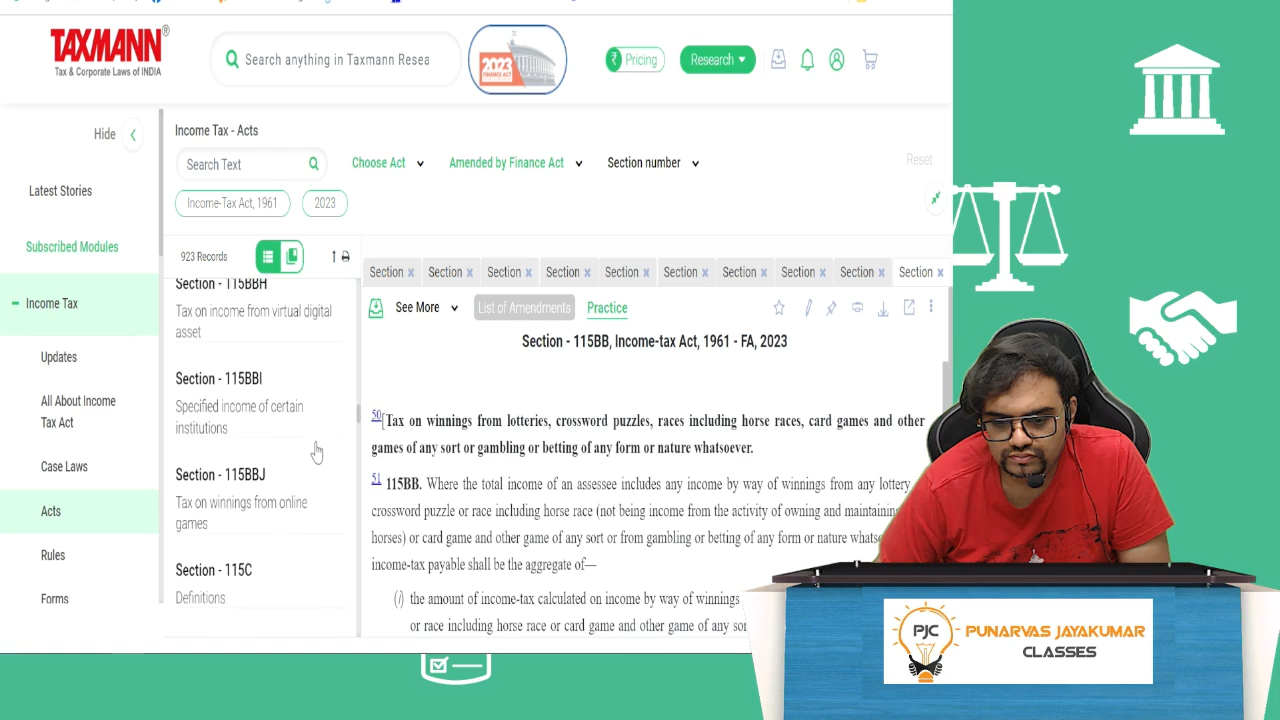 TAXMANN®
Tax & Corporate Laws of INDIA
Search anything in Taxmann Resea
2023
FINANCE ACT
₹ Pricing
Research
Hide
Latest Stories
Subscribed Modules
Income Tax
Updates
All About Income
Tax Act
Case Laws
Acts
Rules
Forms
Income Tax - Acts
Search Text
Choose Act
Amended by Finance Act
Section number
Reset
Income-Tax Act, 1961
2023
923 Records
Section - 115BBH
Tax on income from virtual digital
asset
Section - 115BBI
Specified income of certain
institutions
Section - 115BBJ
Tax on winnings from online
games
Section - 115C
Definitions
Section × Section × Section × Section × Section × Section × Section × Section × Section × Section ×
See More
List of Amendments
Practice
Section - 115BB, Income-tax Act, 1961 - FA, 2023
50[Tax on winnings from lotteries, crossword puzzles, races including horse races, card games and other
games of any sort or gambling or betting of any form or nature whatsoever.
51 115BB. Where the total income of an assessee includes any income by way of winnings from any lottery
crossword puzzle or race including horse race (not being income from the activity of owning and maintaining
horses) or card game and other game of any sort or from gambling or betting of any form or nature
income-tax payable shall be the aggregate of—
(i) the amount of income-tax calculated on income by way of winnings
or race including horse race or card game and other game of any
PJC
PUNARVAS JAYAKUMAR
CLASSES